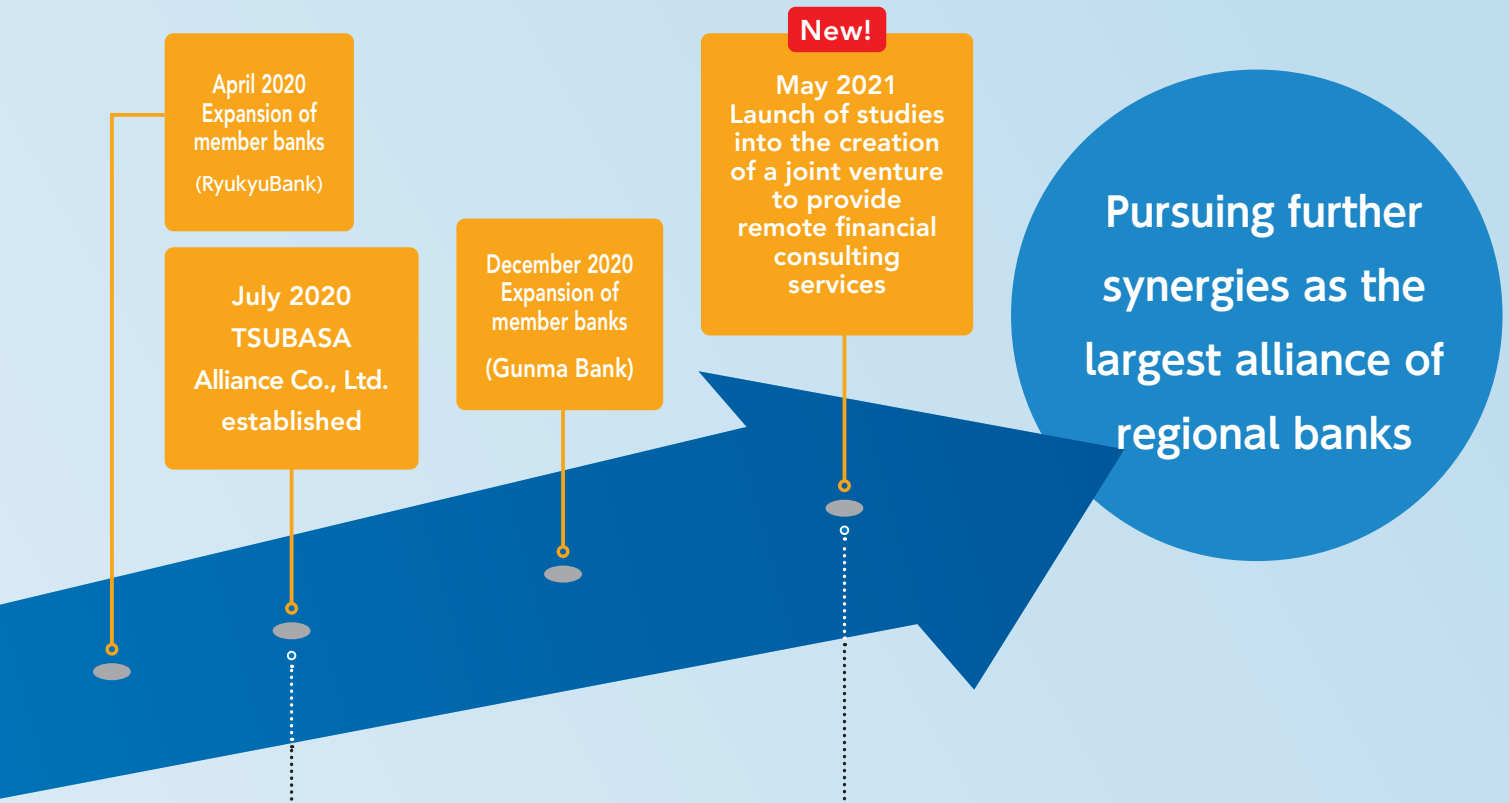 April 2020
Expansion of
member banks
(RyukyuBank)
July 2020
TSUBASA
Alliance Co., Ltd.
established
December 2020
Expansion of
member banks
(Gunma Bank)
New!
May 2021
Launch of studies
into the creation
of a joint venture
to provide
remote financial
consulting
services
Pursuing further
synergies as the
largest alliance of
regional banks